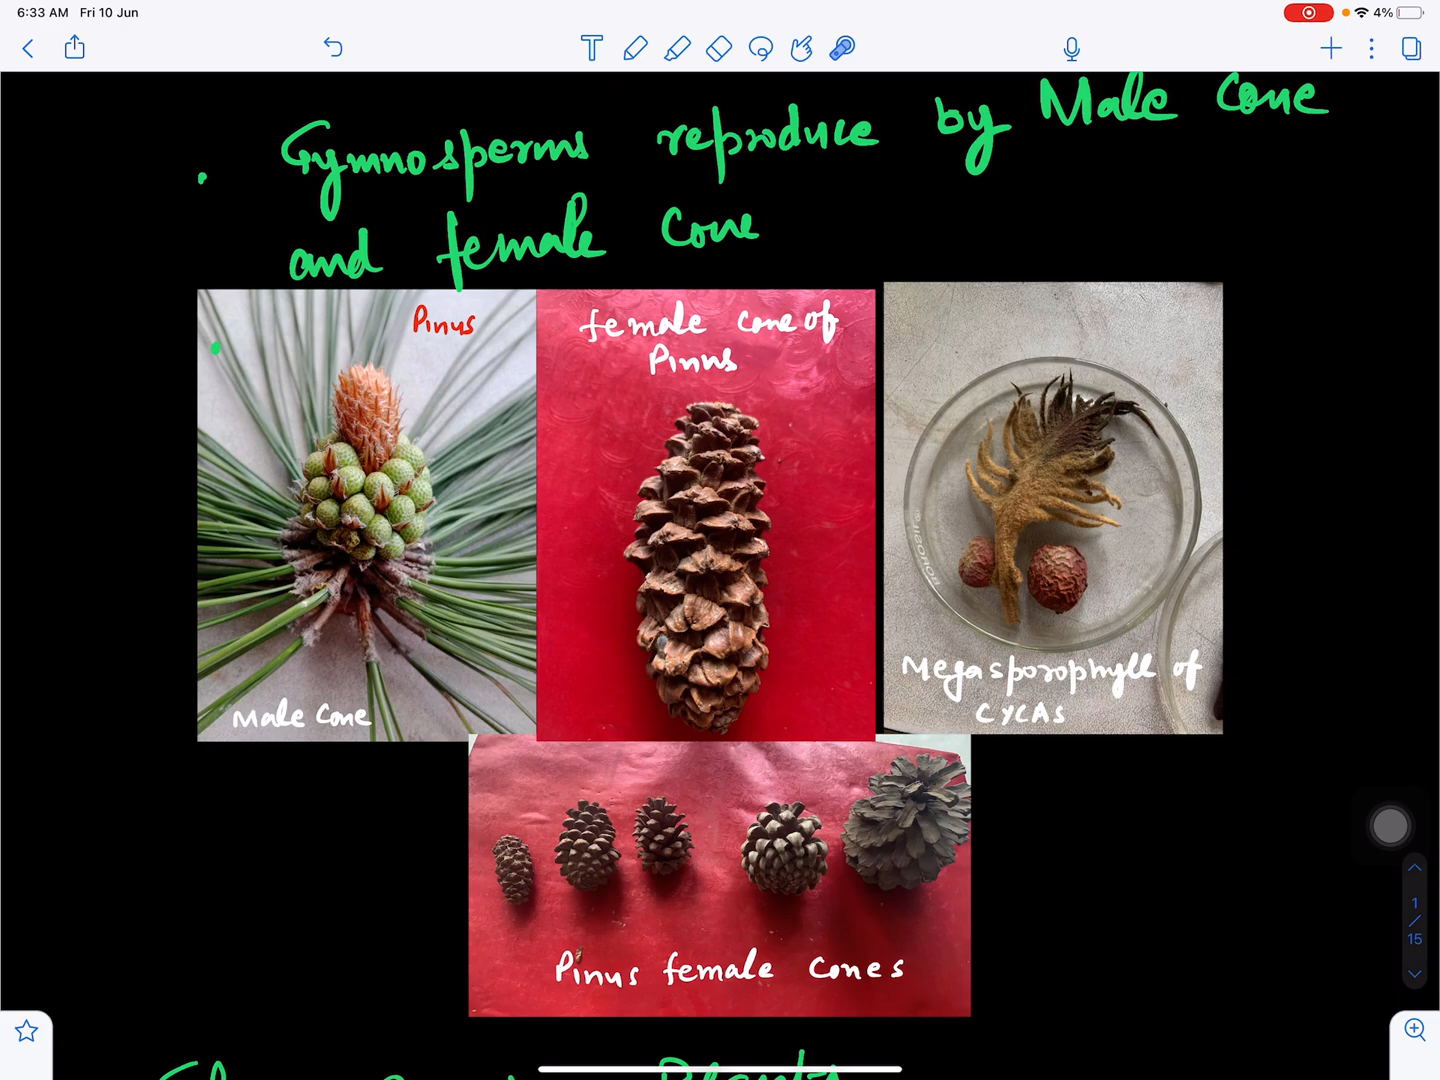 6:33 AM Fri 10 Jun
4%
Gymnosperms reproduce by Male Cone
and female Cone
Pinus
Male Cone
female cone of
Pinus
BOROSIL
Megasporophyll of
CYCAS
Pinus female Cones
1
/
15